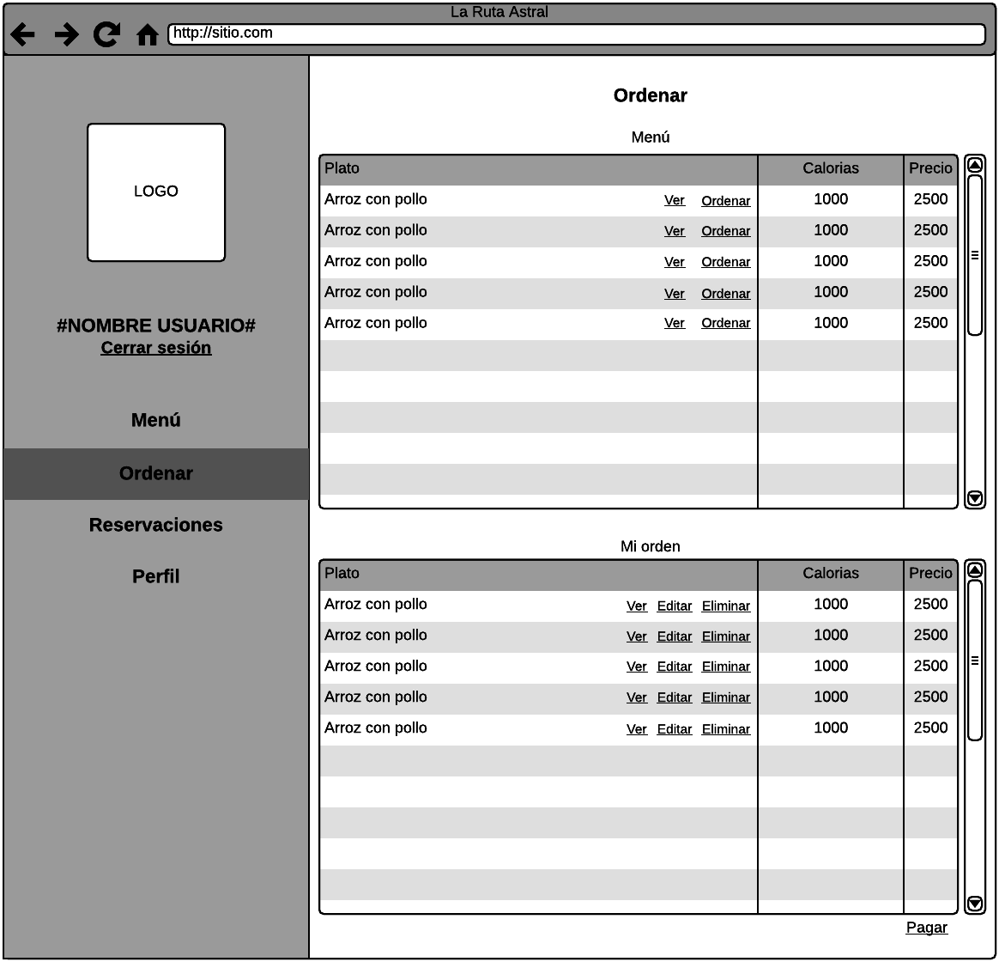 La Ruta Astral
http://sitio.com
LOGO
#NOMBRE USUARIO#
Cerrar sesión
Menú
Ordenar
Reservaciones
Perfil
Ordenar
Menú
Plato Calorias Precio
Arroz con pollo Ver Ordenar 1000 2500
Arroz con pollo Ver Ordenar 1000 2500
Arroz con pollo Ver Ordenar 1000 2500
Arroz con pollo Ver Ordenar 1000 2500
Arroz con pollo Ver Ordenar 1000 2500
Mi orden
Plato Calorias Precio
Arroz con pollo Ver Editar Eliminar 1000 2500
Arroz con pollo Ver Editar Eliminar 1000 2500
Arroz con pollo Ver Editar Eliminar 1000 2500
Arroz con pollo Ver Editar Eliminar 1000 2500
Arroz con pollo Ver Editar Eliminar 1000 2500
Pagar